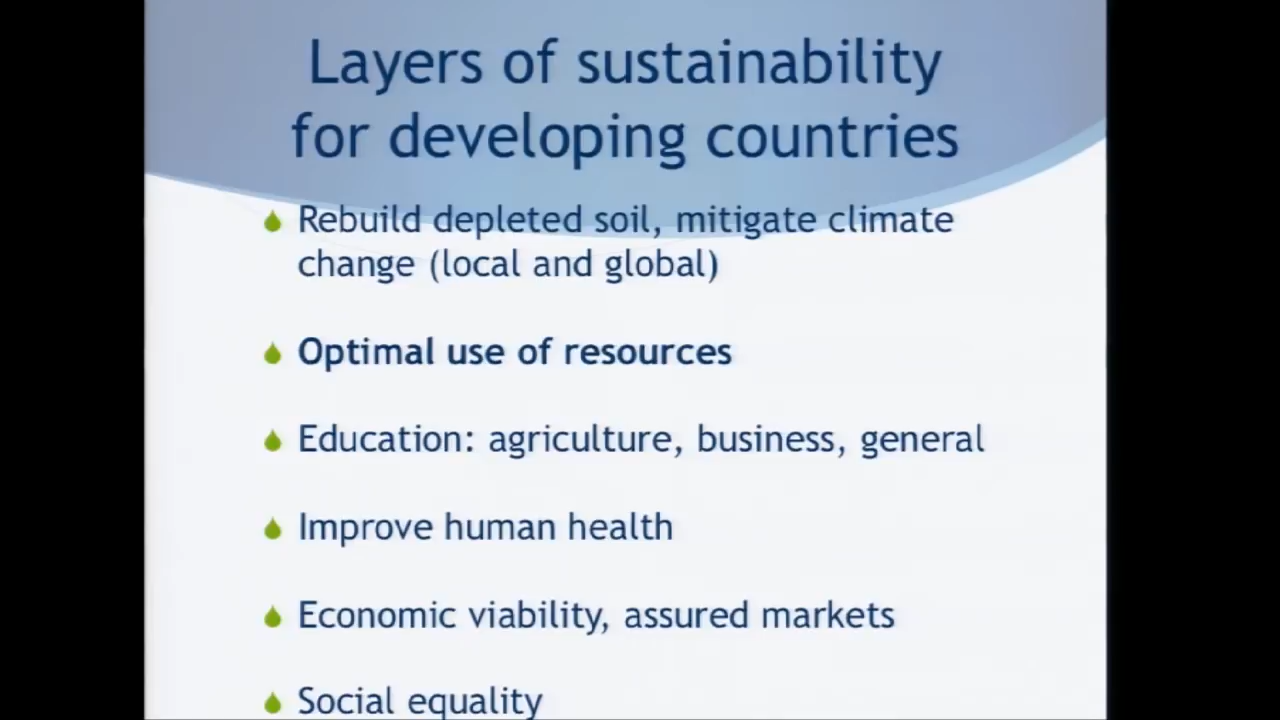 Layers of sustainability
for developing countries
Rebuild depleted soil, mitigate climate
change (local and global)
Optimal use of resources
Education: agriculture, business, general
Improve human health
Economic viability, assured markets
Social equality